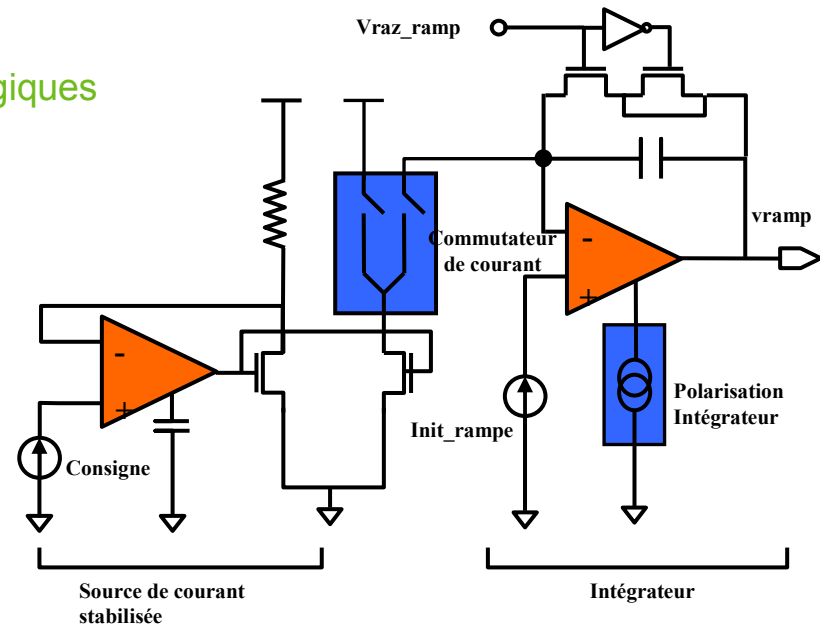 Vraz_ramp
giques
vramp
Commutateur
de courant
-
+
-
+
Polarisation
Intégrateur
Init_rampe
Consigne
Source de courant
stabilisée
Intégrateur